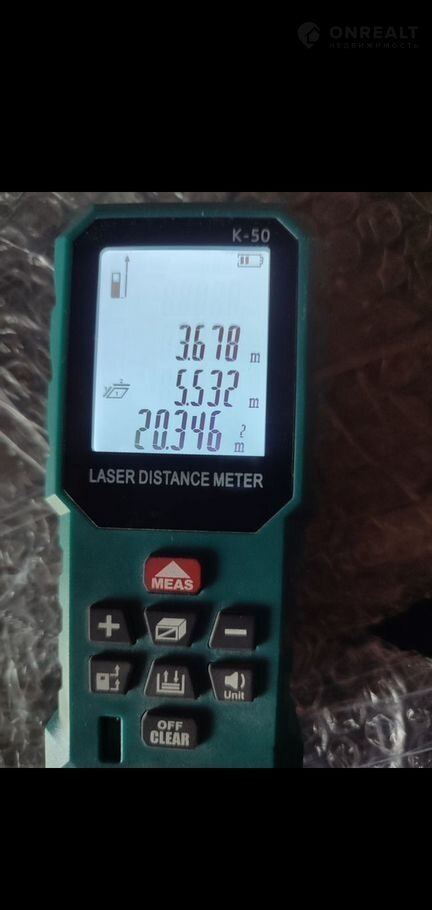 ONREALT
НЕДВИЖИМОСТЬ
K-50
3.678 m
5.532 m
20.346 m²
LASER DISTANCE METER
MEAS
Unit
OFF
CLEAR